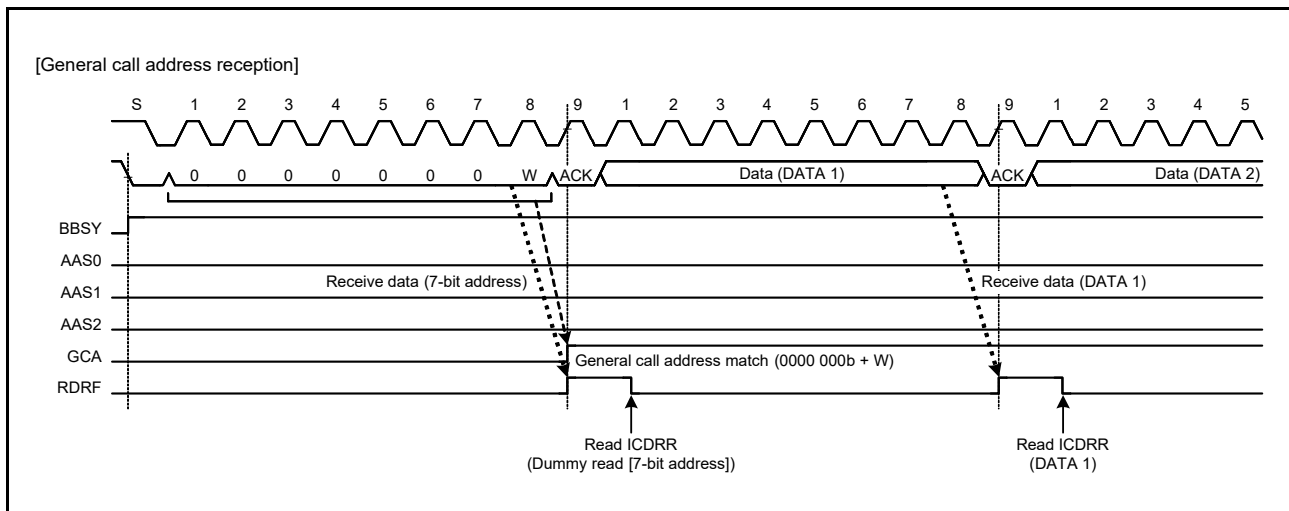 [General call address reception]
S 1 2 3 4 5 6 7 8 9 1 2 3 4 5 6 7 8 9 1 2 3 4 5
0 0 0 0 0 0 0 W ACK Data (DATA 1) ACK Data (DATA 2)
BBSY
AAS0
Receive data (7-bit address) Receive data (DATA 1)
AAS1
AAS2
GCA General call address match (0000 000b + W)
RDRF
Read ICDRR Read ICDRR
(Dummy read [7-bit address]) (DATA 1)